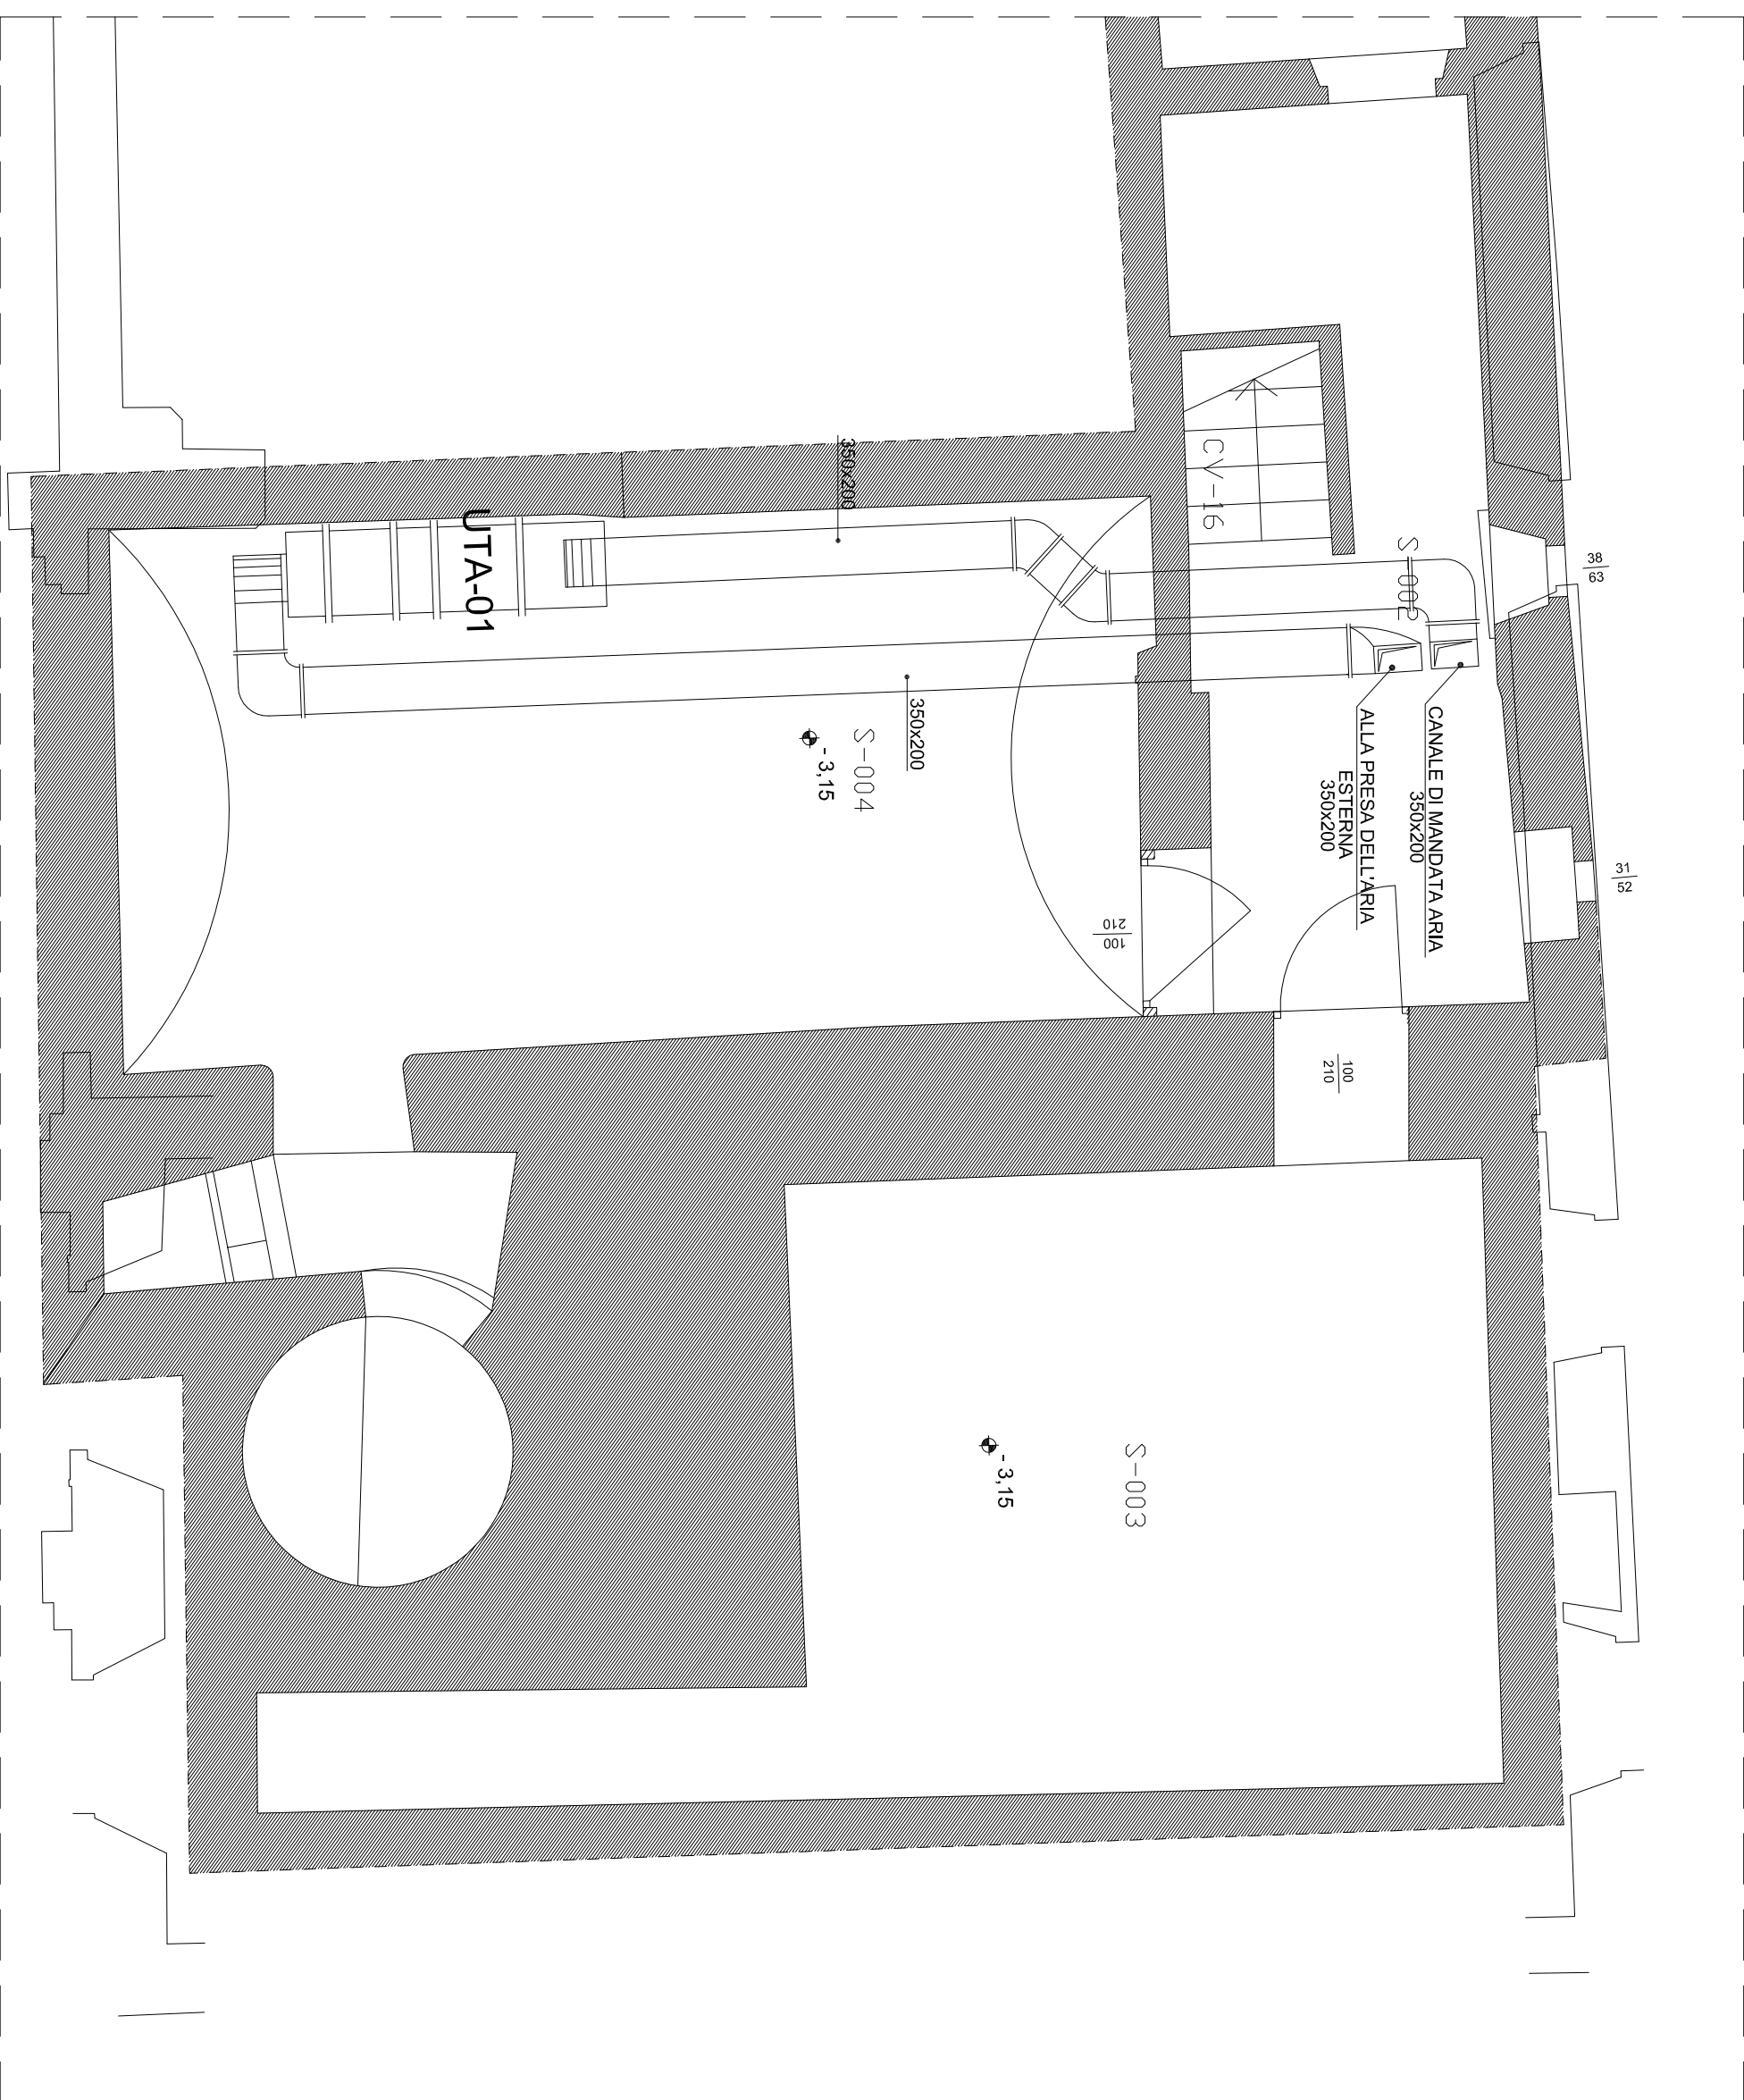 350x200
CV-16
S-002
38
63
UTA-01
CANALE DI MANDATA ARIA
350x200
ALLA PRESA DELL'ARIA
ESTERNA
350x200
350x200
S-004
- 3,15
31
52
100
210
100
210
S-003
- 3,15